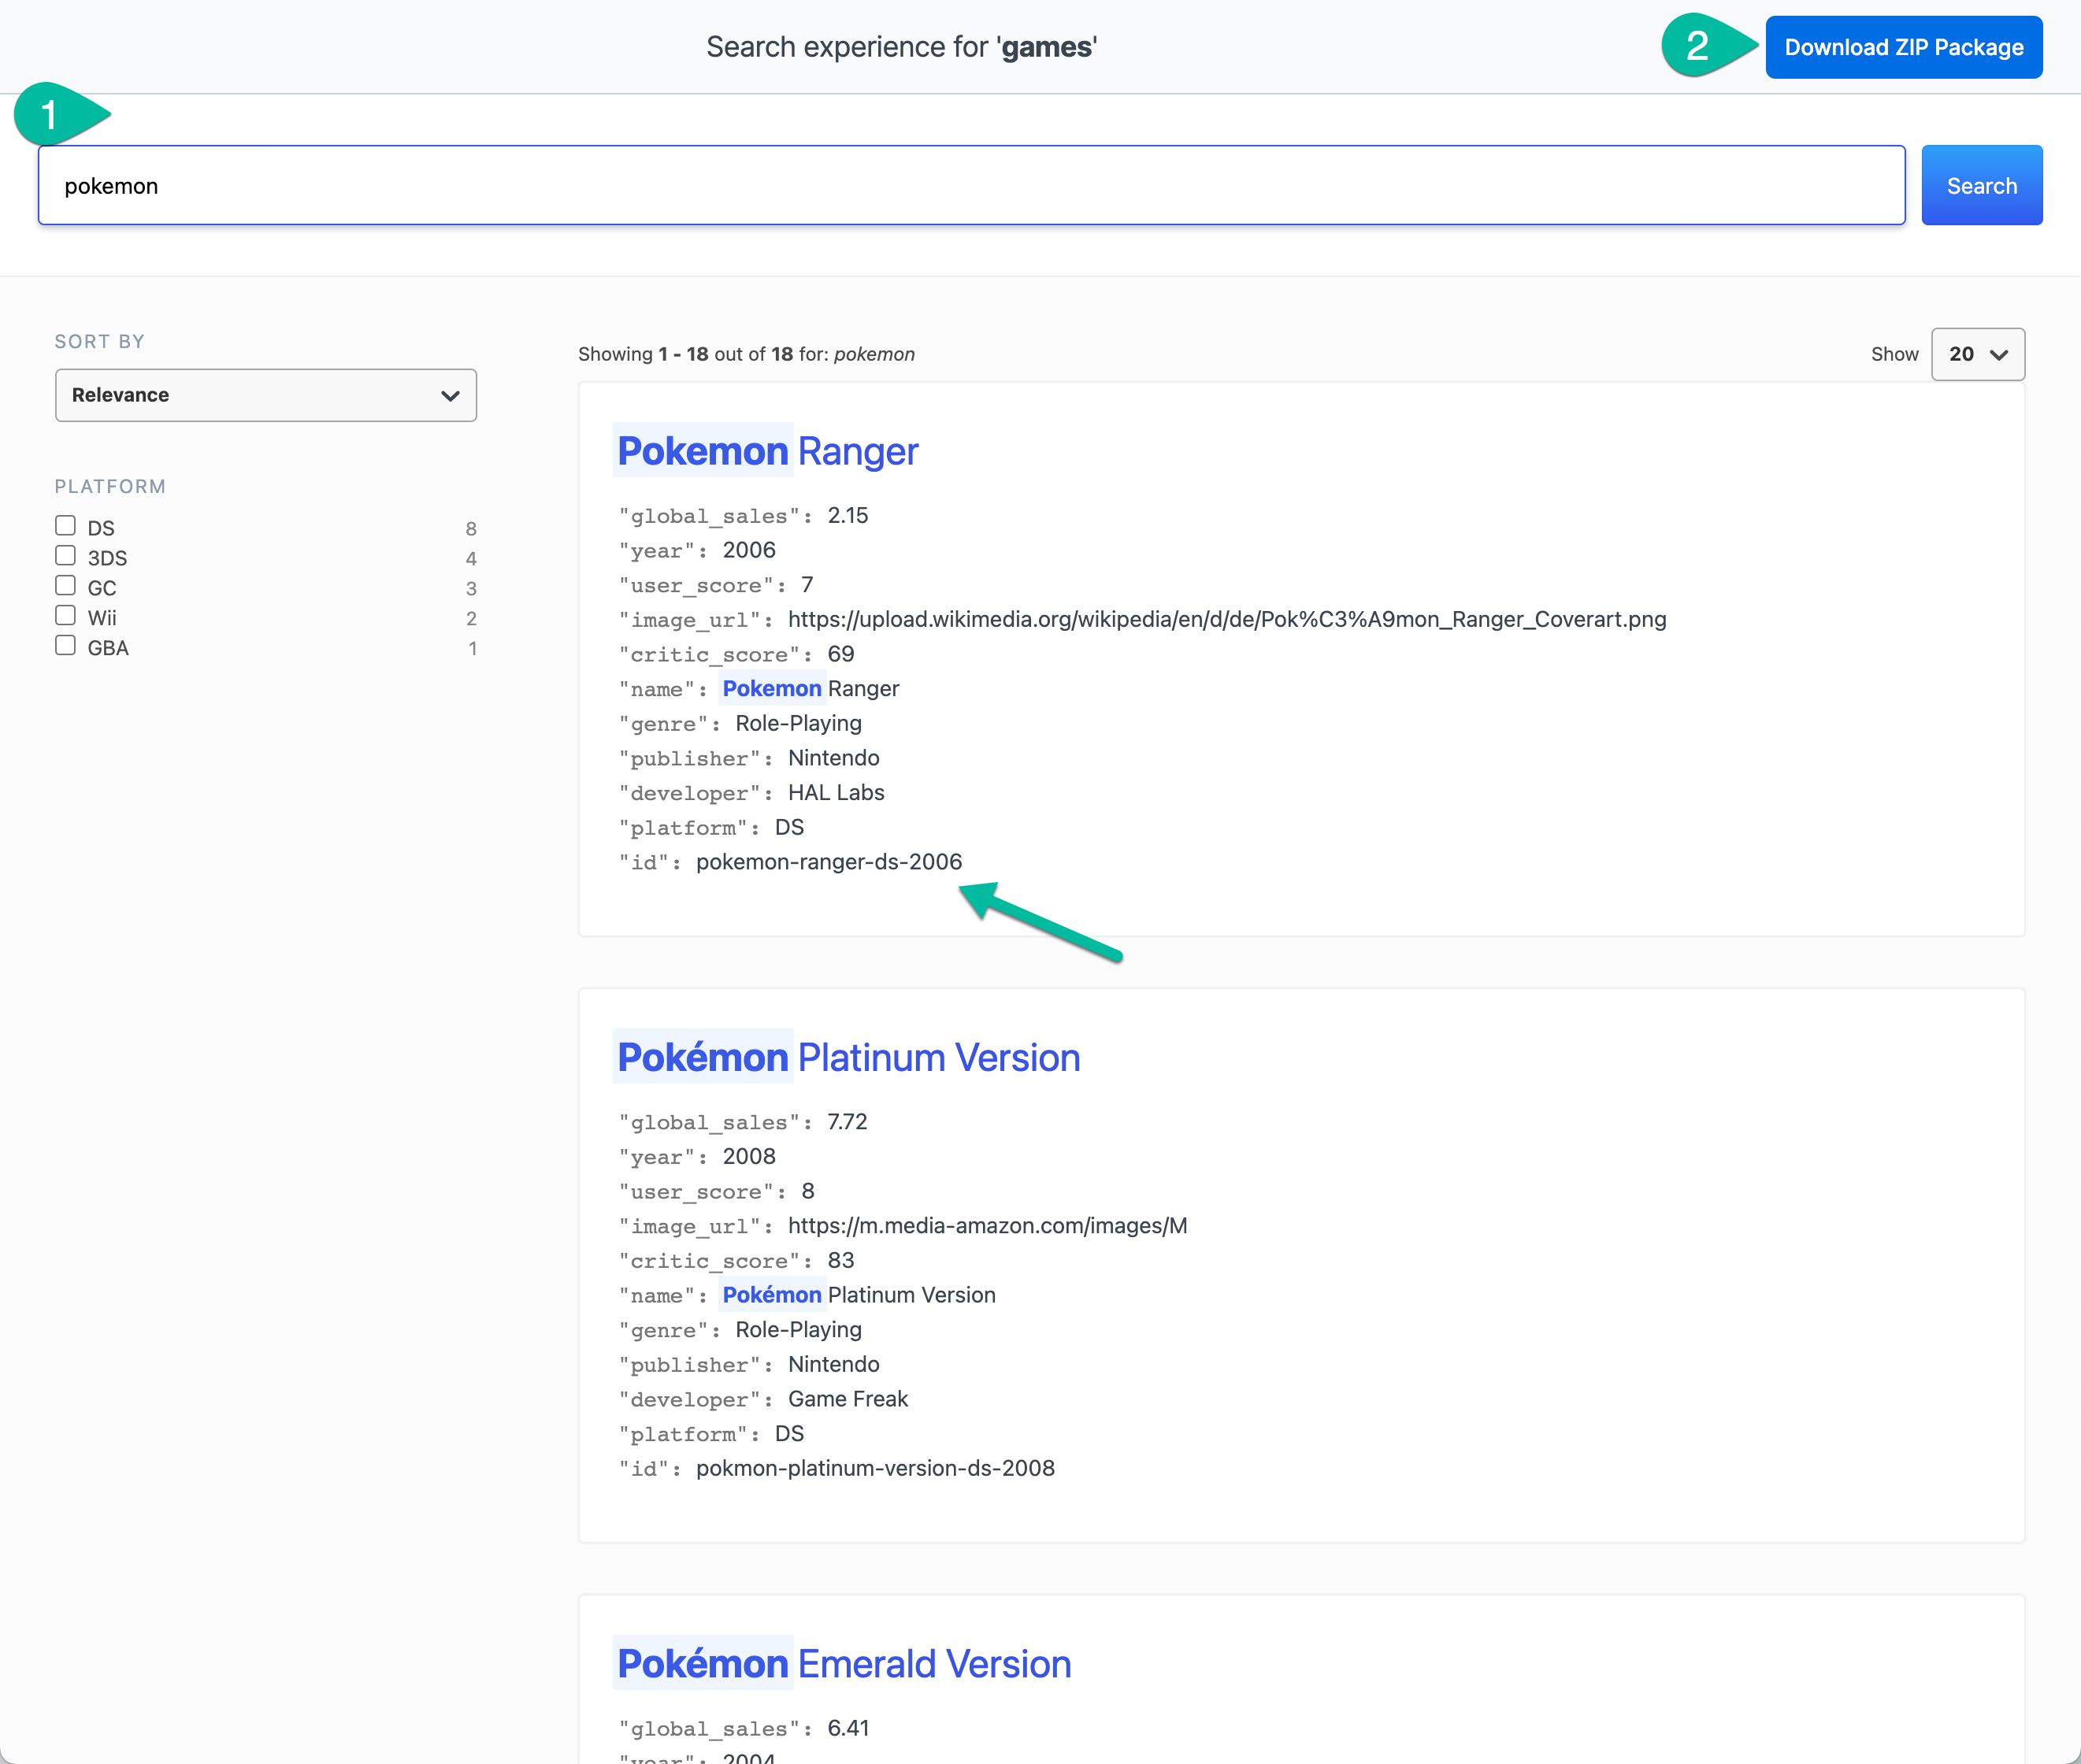 Search experience for 'games'
2
Download ZIP Package
1
pokemon
Search
SORT BY
Relevance
PLATFORM
DS 8
3DS 4
GC 3
Wii 2
GBA 1
Showing 1 - 18 out of 18 for: pokemon
Show 20
Pokemon Ranger
"global_sales": 2.15
"year": 2006
"user_score": 7
"image_url": https://upload.wikimedia.org/wikipedia/en/d/de/Pok%C3%A9mon_Ranger_Coverart.png
"critic_score": 69
"name": Pokemon Ranger
"genre": Role-Playing
"publisher": Nintendo
"developer": HAL Labs
"platform": DS
"id": pokemon-ranger-ds-2006
Pokémon Platinum Version
"global_sales": 7.72
"year": 2008
"user_score": 8
"image_url": https://m.media-amazon.com/images/M
"critic_score": 83
"name": Pokémon Platinum Version
"genre": Role-Playing
"publisher": Nintendo
"developer": Game Freak
"platform": DS
"id": pokmon-platinum-version-ds-2008
Pokémon Emerald Version
"global_sales": 6.41
"year": 2004